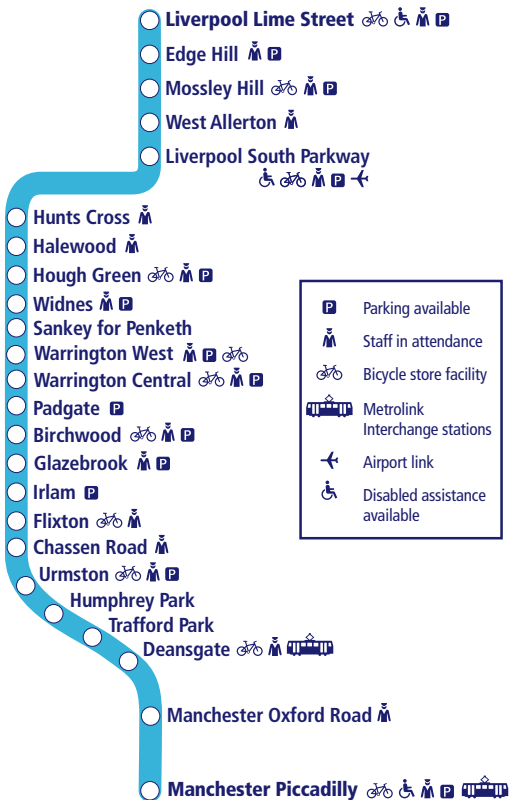 Liverpool Lime Street
Edge Hill
Mossley Hill
West Allerton
Liverpool South Parkway
Hunts Cross
Halewood
Hough Green
Widnes
Sankey for Penketh
Warrington West
Warrington Central
Padgate
Birchwood
Glazebrook
Irlam
Flixton
Chassen Road
Urmston
Humphrey Park
Trafford Park
Deansgate
Manchester Oxford Road
Manchester Piccadilly
P Parking available
Staff in attendance
Bicycle store facility
Metrolink
Interchange stations
Airport link
Disabled assistance
available